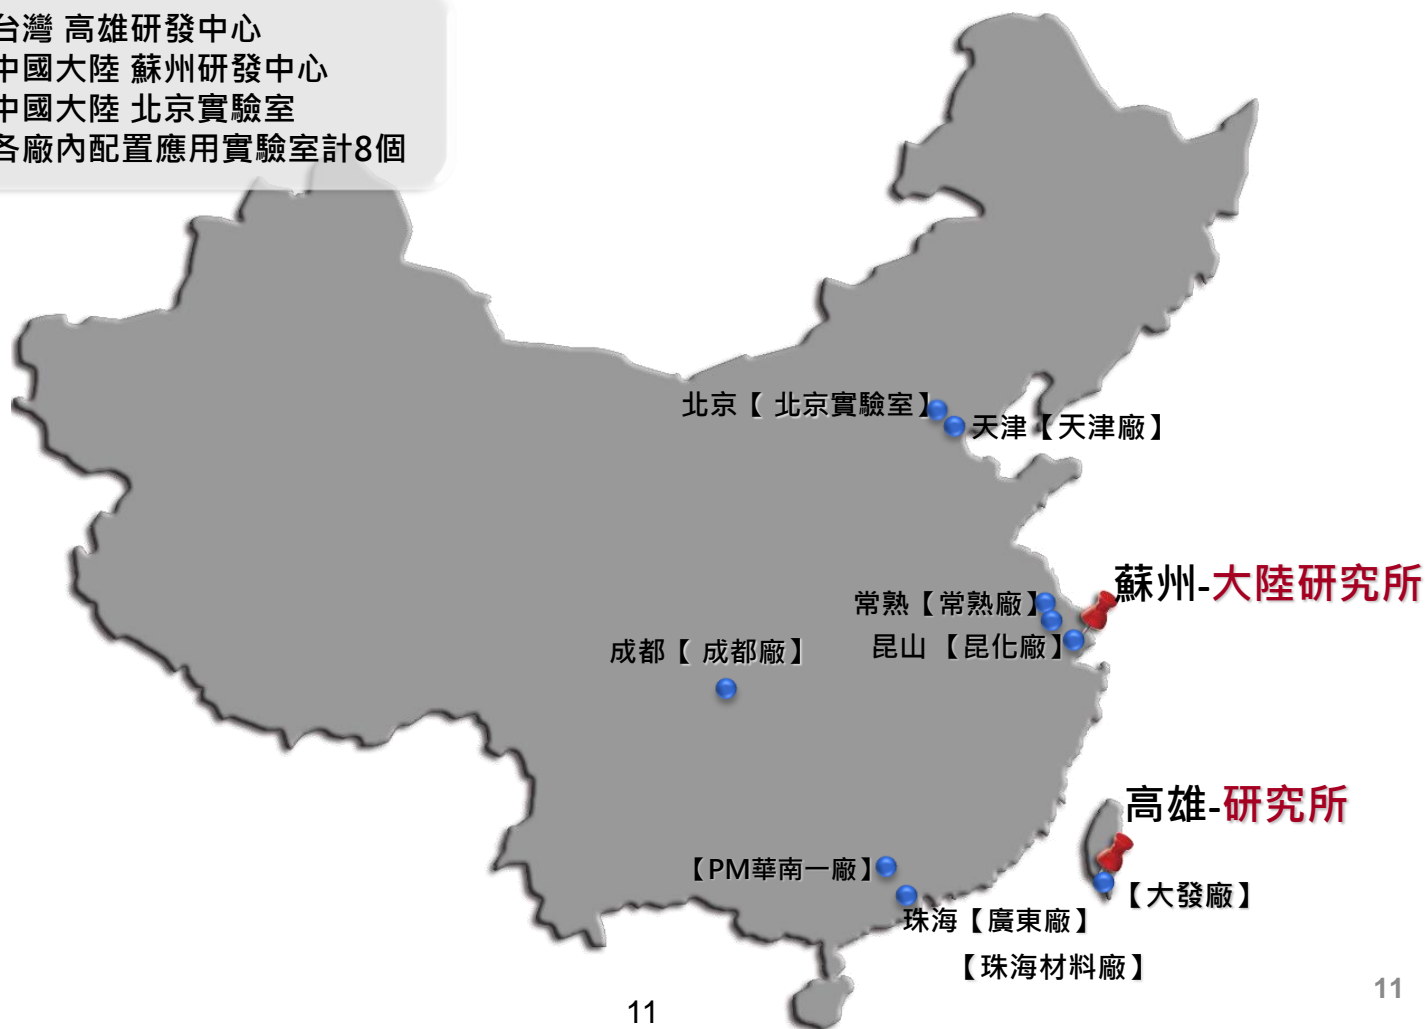 台灣 高雄研發中心
中國大陸 蘇州研發中心
中國大陸 北京實驗室
各廠內配置應用實驗室計8個
北京【 北京實驗室】
天津【天津廠】
蘇州-大陸研究所
常熟【常熟廠】
昆山 【昆化廠】
成都【 成都廠】
高雄-研究所
【PM華南一廠】
【大發廠】
珠海【廣東廠】
【珠海材料廠】
11
11